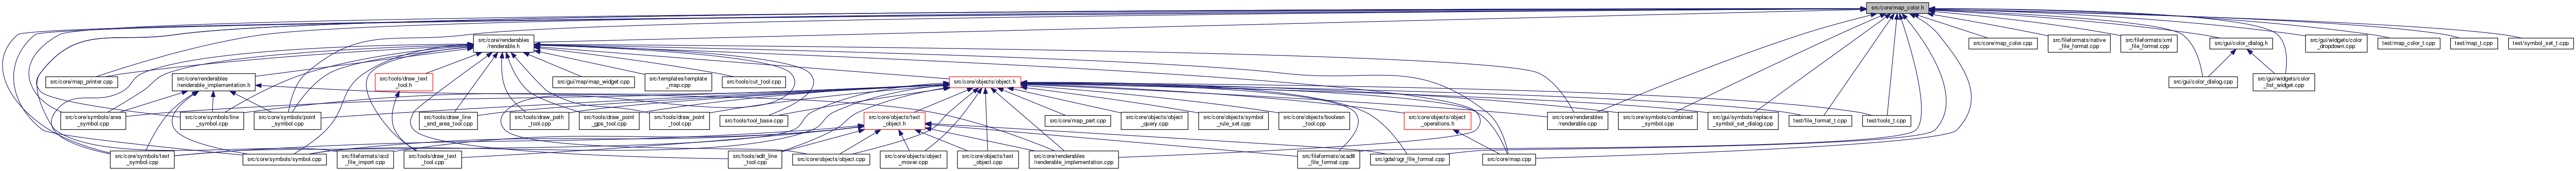 src/core/map_color.h
src/core/renderables
/renderable.h
src/core/map_color.cpp
src/fileformats/native
_file_format.cpp
src/fileformats/xml
_file_format.cpp
src/gui/color_dialog.h
src/gui/widgets/color
_dropdown.cpp
test/map_color_t.cpp
test/map_t.cpp
test/symbol_set_t.cpp
src/core/map_printer.cpp
src/core/renderables
/renderable_implementation.h
src/tools/draw_text
_tool.h
src/gui/map/map_widget.cpp
src/templates/template
_map.cpp
src/tools/cut_tool.cpp
src/core/objects/object.h
src/gui/color_dialog.cpp
src/gui/widgets/color
_list_widget.cpp
src/core/symbols/area
_symbol.cpp
src/core/symbols/line
_symbol.cpp
src/core/symbols/point
_symbol.cpp
src/tools/draw_line
_and_area_tool.cpp
src/tools/draw_path
_tool.cpp
src/tools/draw_point
_gps_tool.cpp
src/tools/draw_point
_tool.cpp
src/tools/tool_base.cpp
src/core/objects/text
_object.h
src/core/map_part.cpp
src/core/objects/object
_query.cpp
src/core/objects/symbol
_rule_set.cpp
src/core/objects/boolean
_tool.cpp
src/core/objects/object
_operations.h
src/core/renderables
/renderable.cpp
src/core/symbols/combined
_symbol.cpp
src/gui/symbols/replace
_symbol_set_dialog.cpp
test/file_format_t.cpp
test/tools_t.cpp
src/core/symbols/text
_symbol.cpp
src/core/symbols/symbol.cpp
src/fileformats/ocd
_file_import.cpp
src/tools/draw_text
_tool.cpp
src/tools/edit_line
_tool.cpp
src/core/objects/object.cpp
src/core/objects/object
_mover.cpp
src/core/objects/text
_object.cpp
src/core/renderables
/renderable_implementation.cpp
src/fileformats/ocad8
_file_format.cpp
src/gdal/ogr_file_format.cpp
src/core/map.cpp